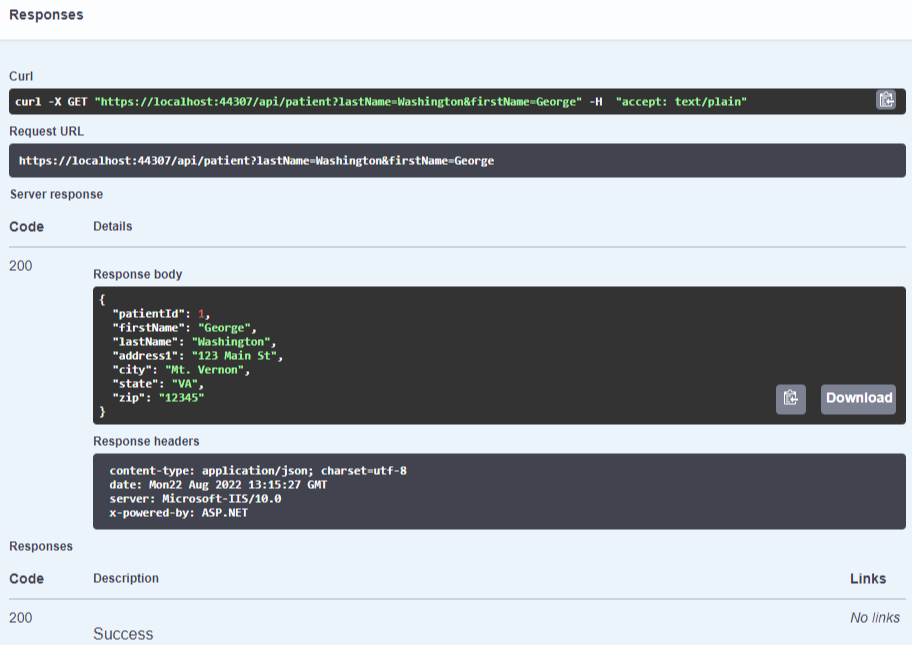 Responses
Curl
curl -X GET "https://localhost:44307/api/patient?lastName=Washington&firstName=George" -H  "accept: text/plain"
Request URL
https://localhost:44307/api/patient?lastName=Washington&firstName=George
Server response
Code Details
200
Response body
{
  "patientId": 1,
  "firstName": "George",
  "lastName": "Washington",
  "address1": "123 Main St",
  "city": "Mt. Vernon",
  "state": "VA",
  "zip": "12345"
}
Download
Response headers
content-type: application/json; charset=utf-8
date: Mon22 Aug 2022 13:15:27 GMT
server: Microsoft-IIS/10.0
x-powered-by: ASP.NET
Responses
Code Description Links
200 No links
Success